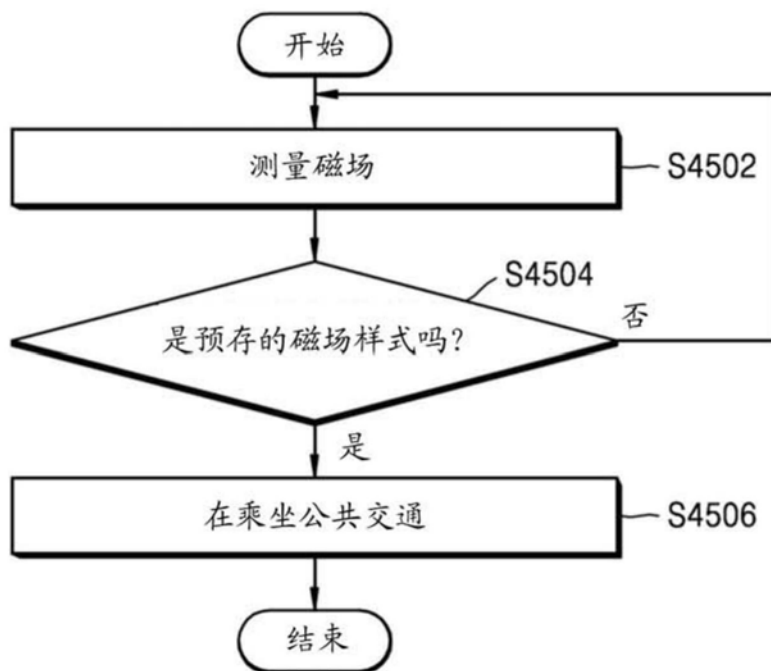 开始
测量磁场
S4502
S4504
是预存的磁场样式吗?
否
是
在乘坐公共交通
S4506
结束